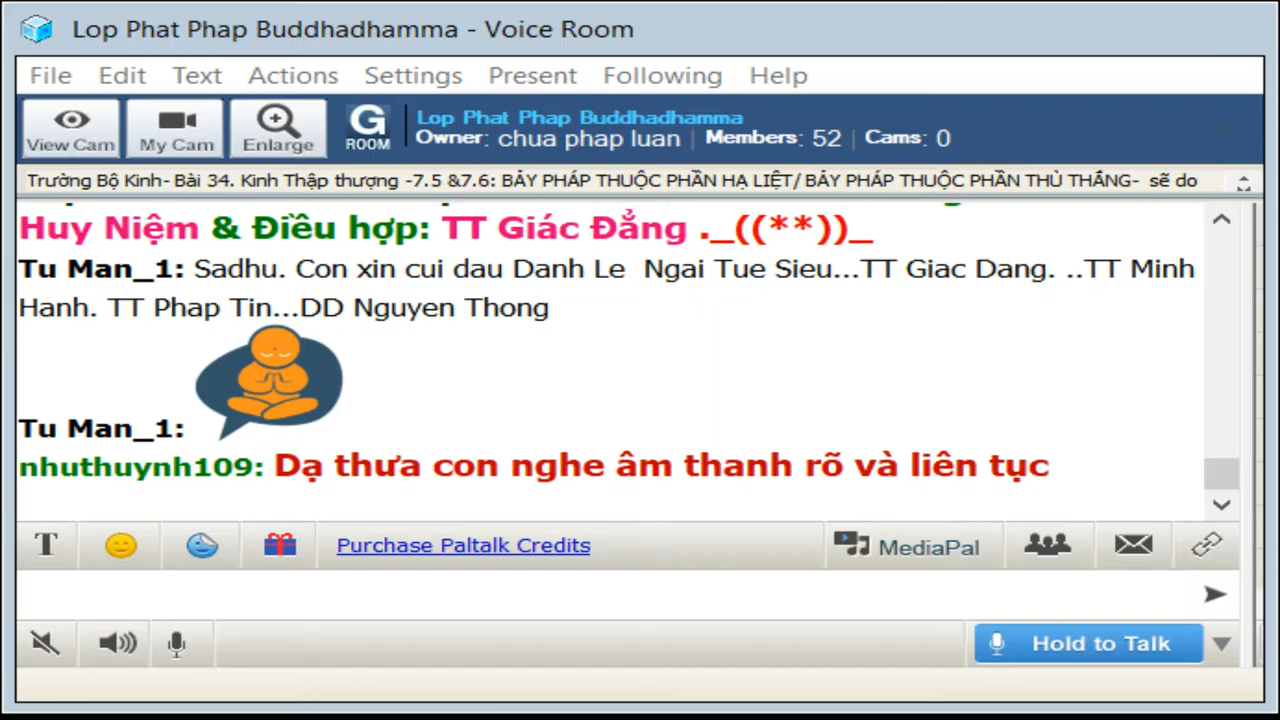 Lop Phat Phap Buddhadhamma - Voice Room
File Edit Text Actions Settings Present Following Help
View Cam My Cam Enlarge G ROOM
Lop Phat Phap Buddhadhamma
Owner: chua phap luan | Members: 52 | Cams: 0
Trường Bộ Kinh- Bài 34. Kinh Thập thượng -7.5 &7.6: BẢY PHÁP THUỘC PHẦN HẠ LIỆT/ BẢY PHÁP THUỘC PHẦN THÙ THẮNG- sẽ do
Huy Niệm & Điều hợp: TT Giác Đẳng ._((**))_
Tu Man_1: Sadhu. Con xin cui dau Danh Le Ngai Tue Sieu...TT Giac Dang. ..TT Minh
Hanh. TT Phap Tin...DD Nguyen Thong
Tu Man_1:
nhuthuynh109: Dạ thưa con nghe âm thanh rõ và liên tục
T Purchase Paltalk Credits MediaPal
Hold to Talk